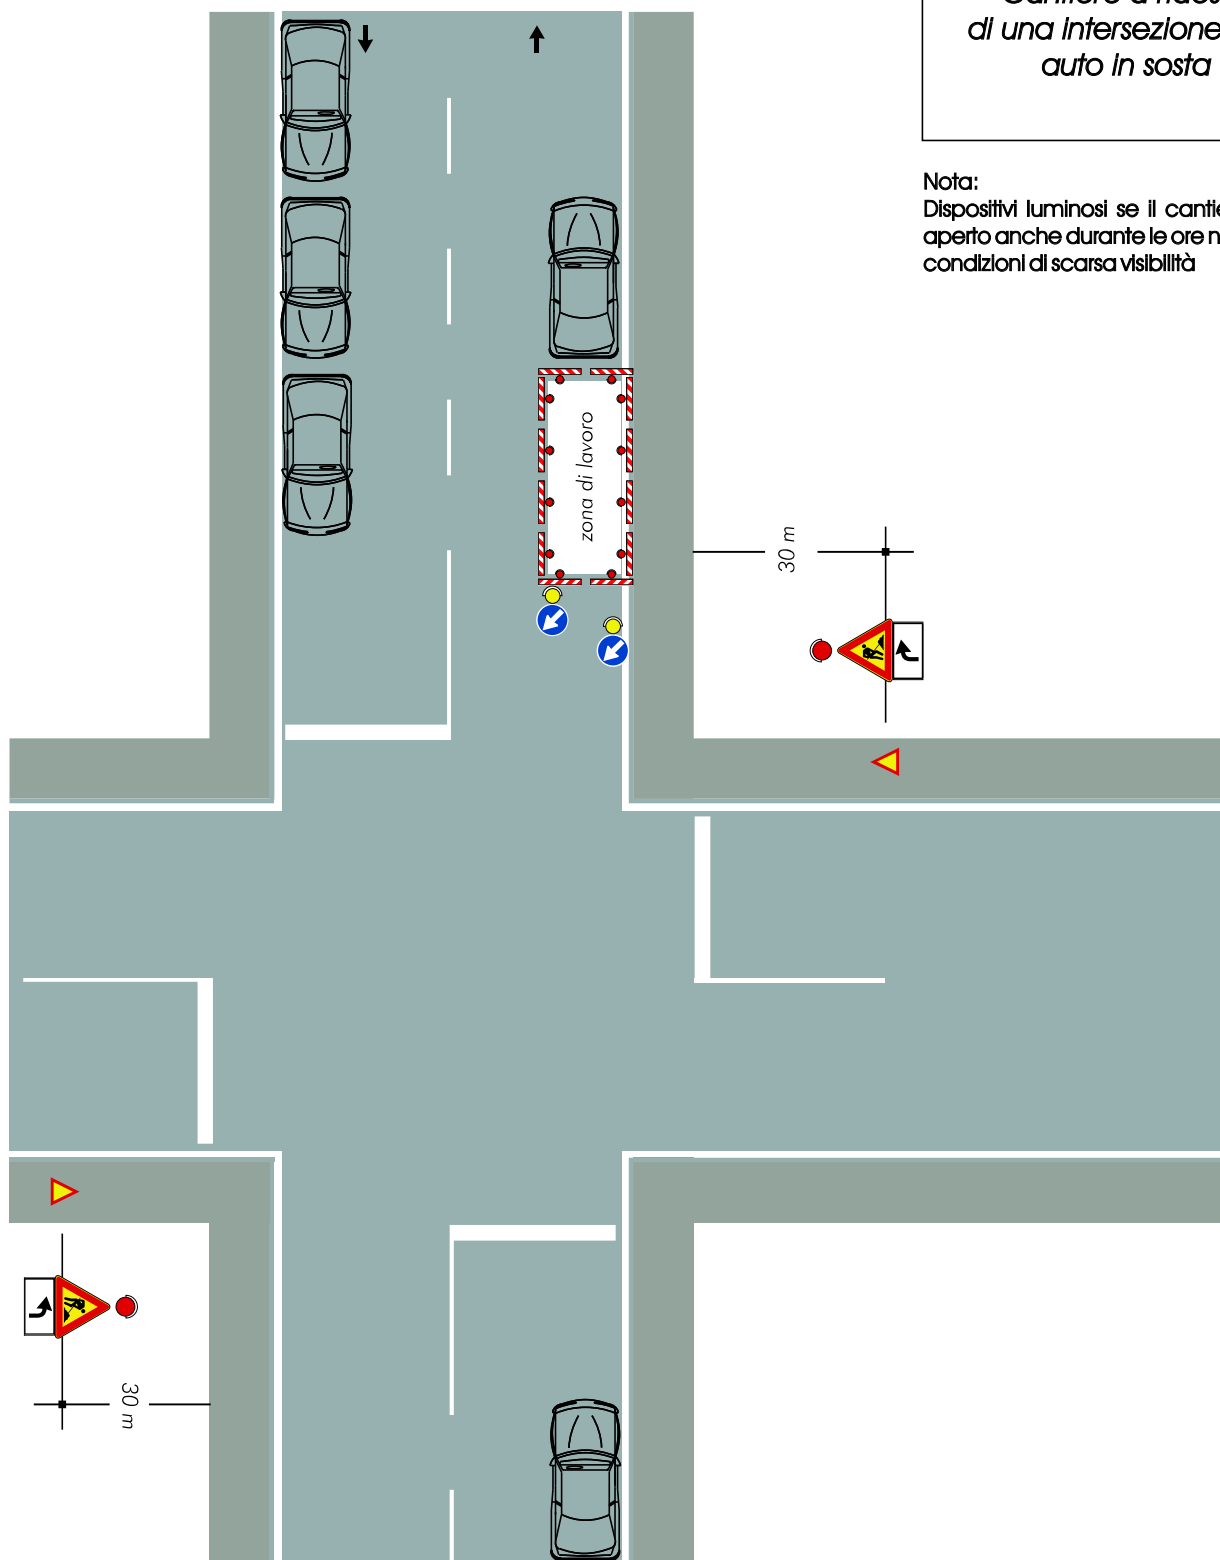 di una intersezione
auto in sosta
Nota:
Dispositivi luminosi se il
aperto anche durante le ore
condizioni di scarsa visibilità
zona di lavoro
30 m
30 m